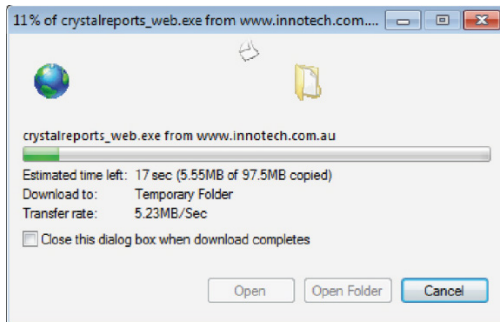 11% of crystalreports_web.exe from www.innotech.com....
crystalreports_web.exe from www.innotech.com.au
Estimated time left: 17 sec (5.55MB of 97.5MB copied)
Download to: Temporary Folder
Transfer rate: 5.23MB/Sec
Close this dialog box when download completes
Open Open Folder Cancel